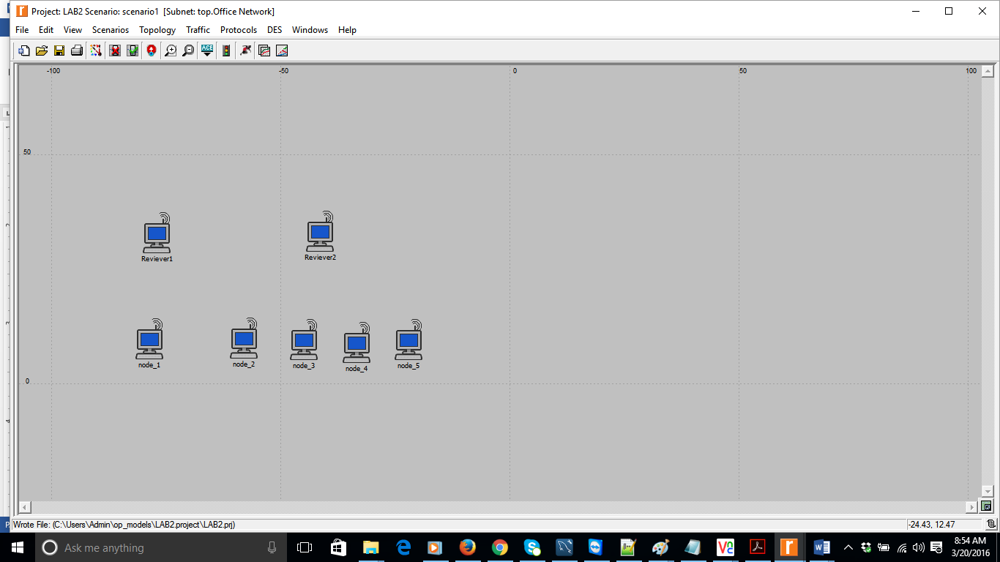 Project: LAB2 Scenario: scenario1 [Subnet: top.Office Network]
File Edit View Scenarios Topology Traffic Protocols DES Windows Help
ACE
-100 -50 0 50 100
50
Reviever1 Reviever2
node_1 node_2 node_3 node_4 node_5
0
Wrote File: (C:\Users\Admin\op_models\LAB2.project\LAB2.prj)
-24.43, 12.47
Ask me anything
8:54 AM
3/20/2016